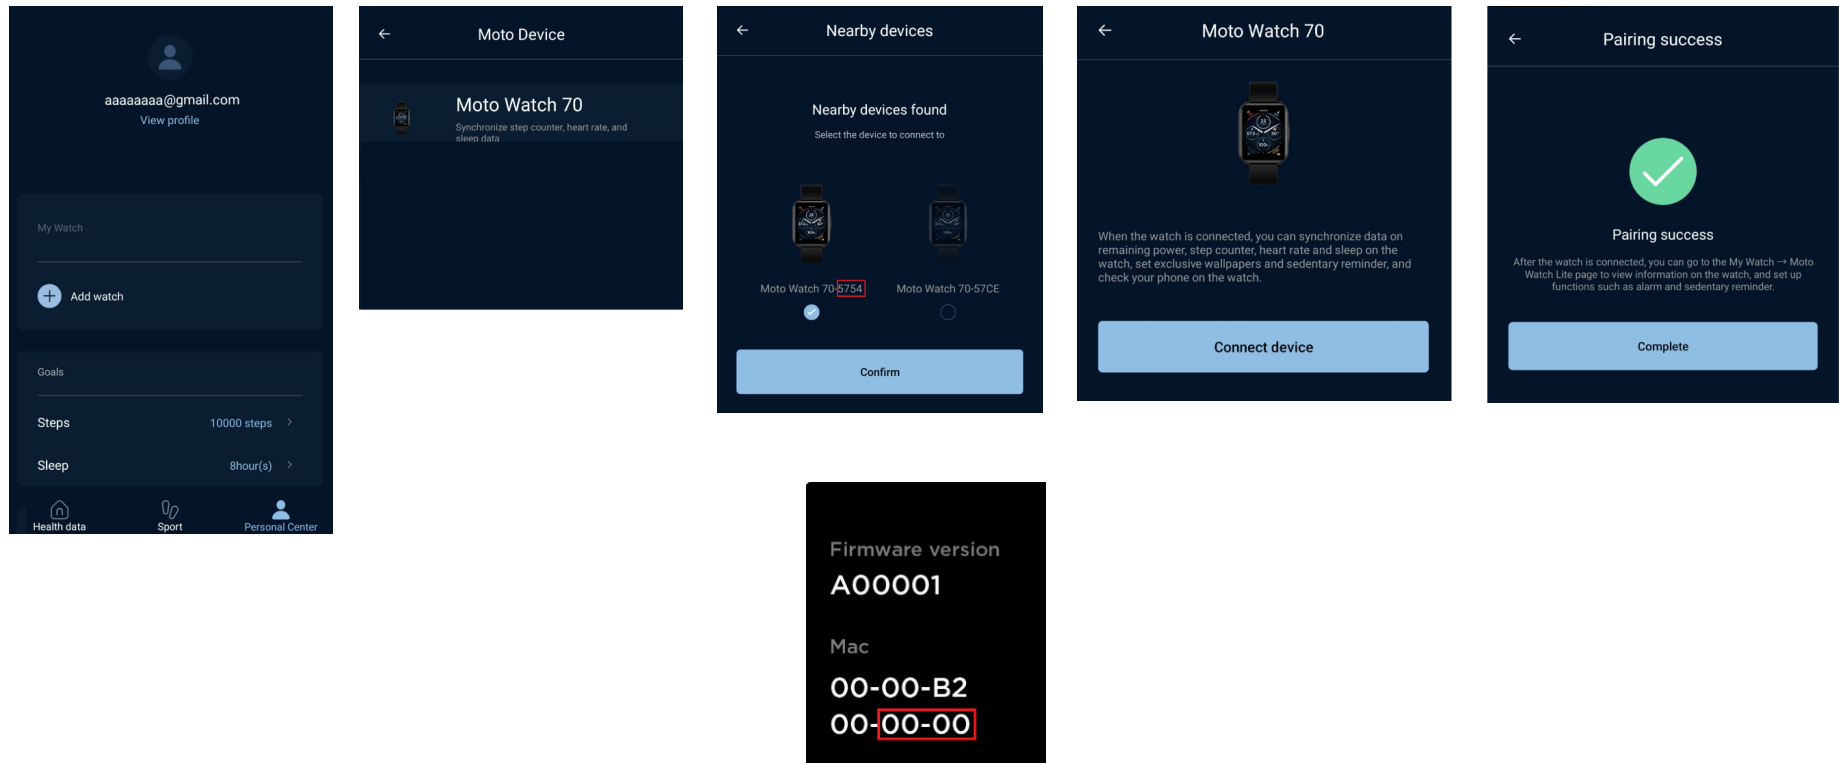 aaaaaaaa@gmail.com
View profile
My Watch
Add watch
Goals
Steps
10000 steps
Sleep
8hour(s)
Health data
Sport
Personal Center
Moto Device
Moto Watch 70
Synchronize step counter, heart rate, and
sleep data
Nearby devices
Nearby devices found
Select the device to connect to
Moto Watch 70-5754
Moto Watch 70-57CE
Confirm
Moto Watch 70
When the watch is connected, you can synchronize data on
remaining power, step counter, heart rate and sleep on the
watch, set exclusive wallpapers and sedentary reminder, and
check your phone on the watch.
Connect device
Pairing success
Pairing success
After the watch is connected, you can go to the My Watch → Moto
Watch Lite page to view information on the watch, and set up
functions such as alarm and sedentary reminder.
Complete
Firmware version
A00001
Mac
00-00-B2
00-00-00